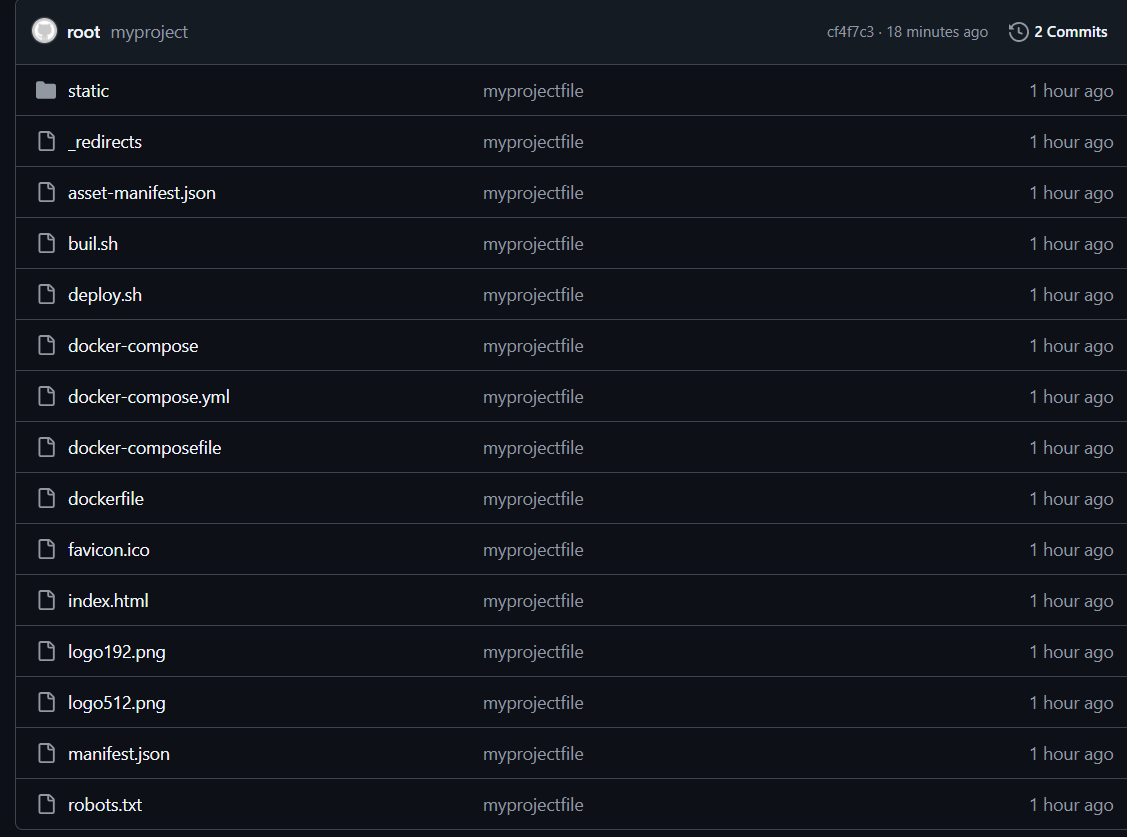 root myproject cf4f7c3 · 18 minutes ago 2 Commits
static myprojectfile 1 hour ago
_redirects myprojectfile 1 hour ago
asset-manifest.json myprojectfile 1 hour ago
buil.sh myprojectfile 1 hour ago
deploy.sh myprojectfile 1 hour ago
docker-compose myprojectfile 1 hour ago
docker-compose.yml myprojectfile 1 hour ago
docker-composefile myprojectfile 1 hour ago
dockerfile myprojectfile 1 hour ago
favicon.ico myprojectfile 1 hour ago
index.html myprojectfile 1 hour ago
logo192.png myprojectfile 1 hour ago
logo512.png myprojectfile 1 hour ago
manifest.json myprojectfile 1 hour ago
robots.txt myprojectfile 1 hour ago